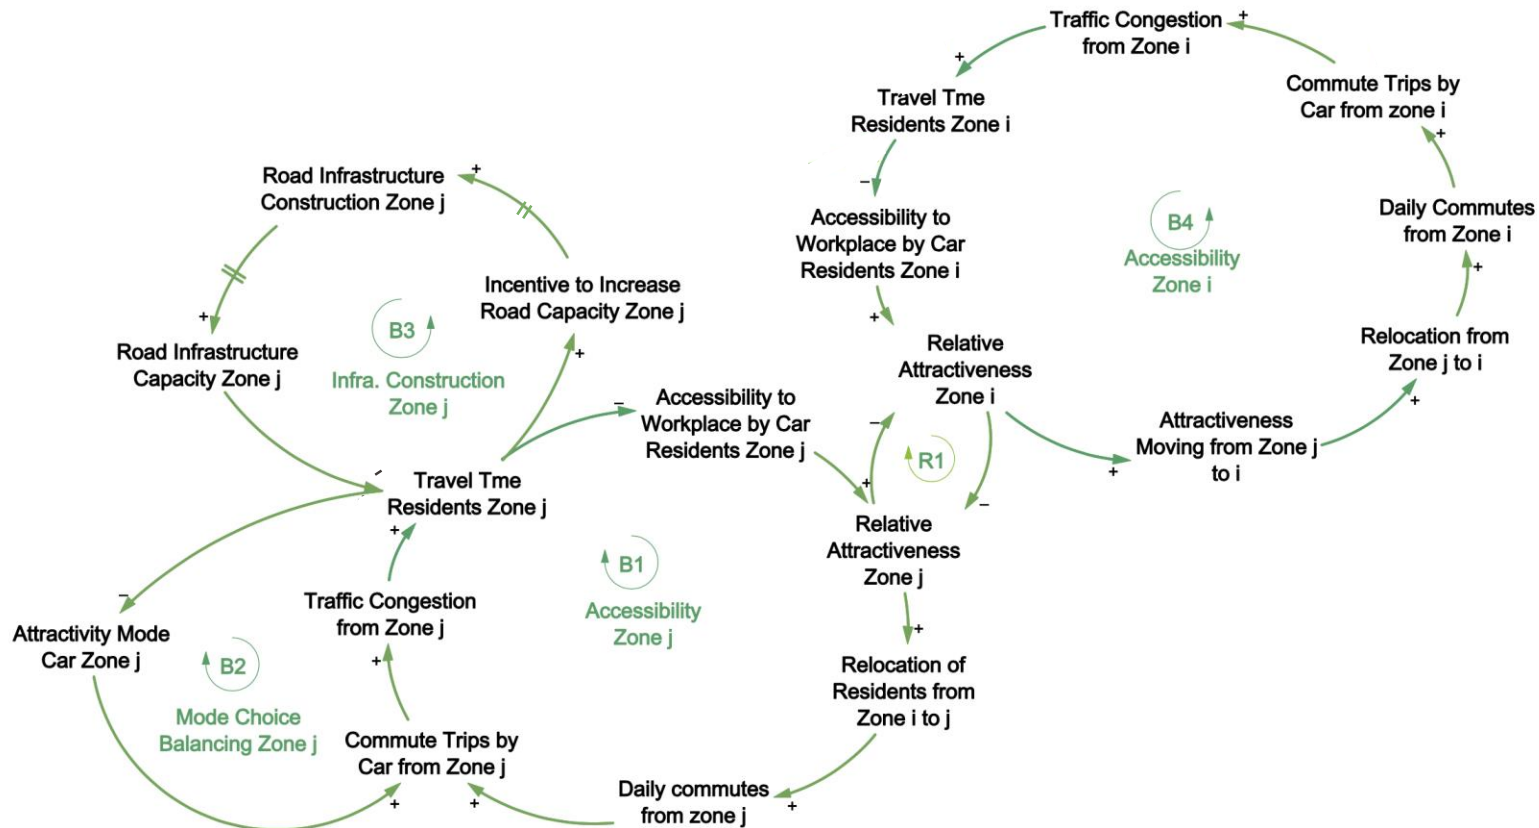 Traffic Congestion
from Zone i
+
+
Commute Trips by
Car from zone i
Travel Tme
Residents Zone i
+
–
Road Infrastructure
Construction Zone j
+
Accessibility to
Workplace by Car
Residents Zone i
B4
Accessibility
Zone i
Daily Commutes
from Zone i
+
Incentive to Increase
Road Capacity Zone j
+
+
Road Infrastructure
Capacity Zone j
B3
Infra. Construction
Zone j
+
+
Relative
Attractiveness
Zone i
Relocation from
Zone j to i
+
–
Accessibility to
Workplace by Car
Residents Zone j
–
R1
Attractiveness
Moving from Zone j
to i
+
+
–
–
Travel Tme
Residents Zone j
+
Relative
Attractiveness
Zone j
B1
Accessibility
Zone j
–
Attractivity Mode
Car Zone j
Traffic Congestion
from Zone j
+
+
B2
Mode Choice
Balancing Zone j
Relocation of
Residents from
Zone i to j
Commute Trips by
Car from Zone j
+
+
Daily commutes
from zone j
+